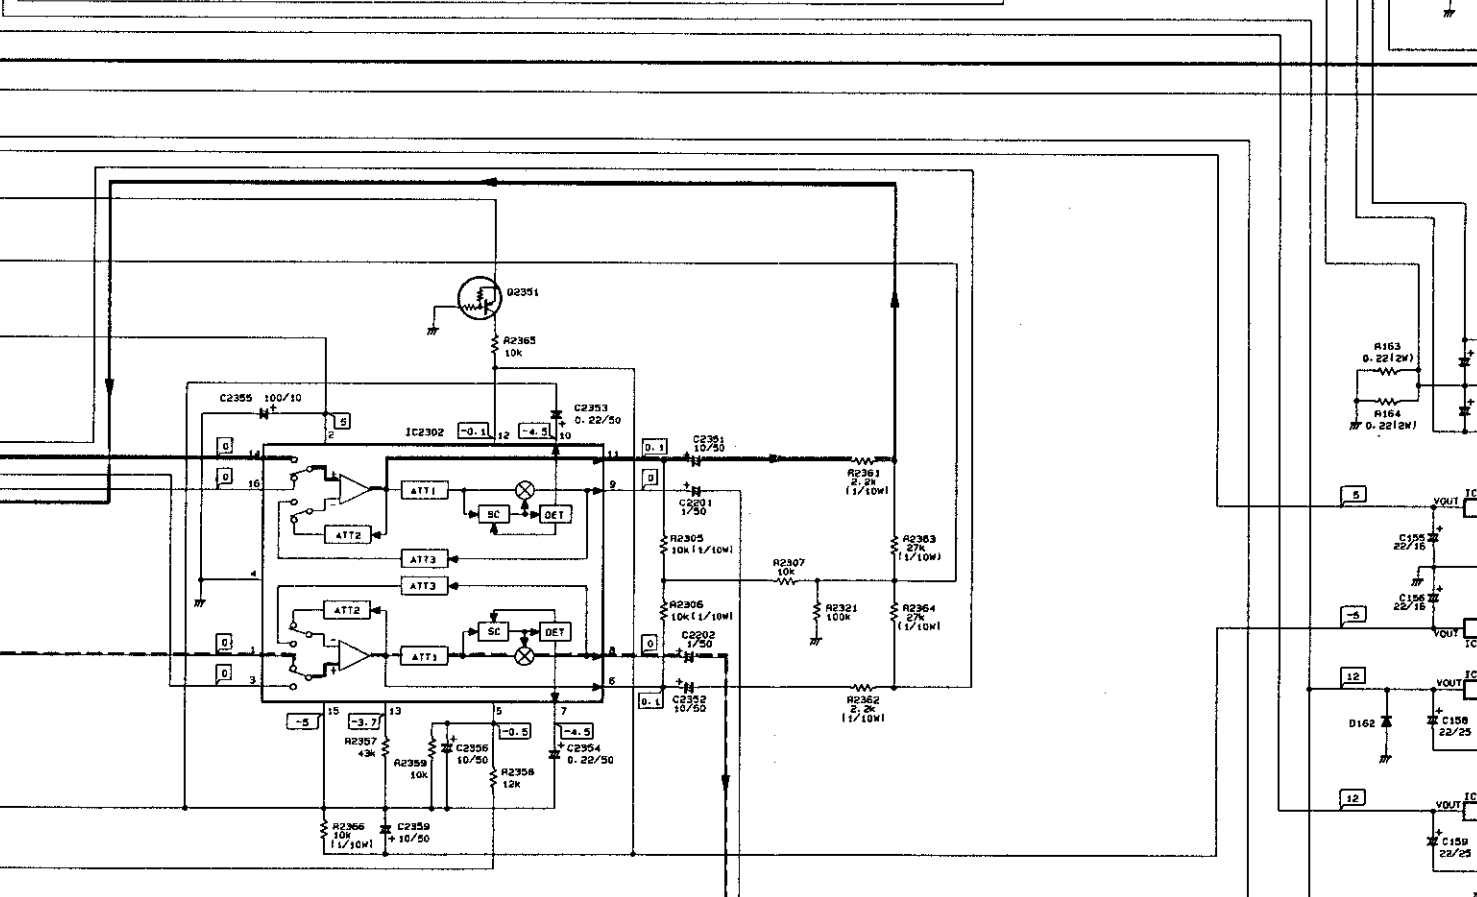 Q2351
R2365
10k
R163
0.22(2W)
R164
0.22(2W)
C2355 100/10
5
2
C2353
0.22/50
IC2302
-0.1
12
-4.5
10
0
14
0
16
11
0.1
C2351
10/50
9
0
C2201
1/50
R2361
2.2k
(1/10W)
ATT1
SC
DET
ATT2
ATT3
ATT3
ATT2
SC
DET
ATT1
4
R2305
10k(1/10W)
R2307
10k
R2363
27k
(1/10W)
R2306
10k(1/10W)
R2321
100k
R2364
27k
(1/10W)
0
1
0
3
8
0
C2202
1/50
6
0.1
C2352
10/50
R2362
2.2k
(1/10W)
-5
15
-3.7
13
5
-0.5
7
-4.5
R2357
43k
R2359
10k
C2356
10/50
R2358
12k
C2354
0.22/50
R2366
10k
(1/10W)
C2359
10/50
5
VOUT
IC
C155
22/16
C156
22/16
-5
VOUT
IC
12
VOUT
IC
D162
C158
22/25
12
VOUT
IC
C159
22/25